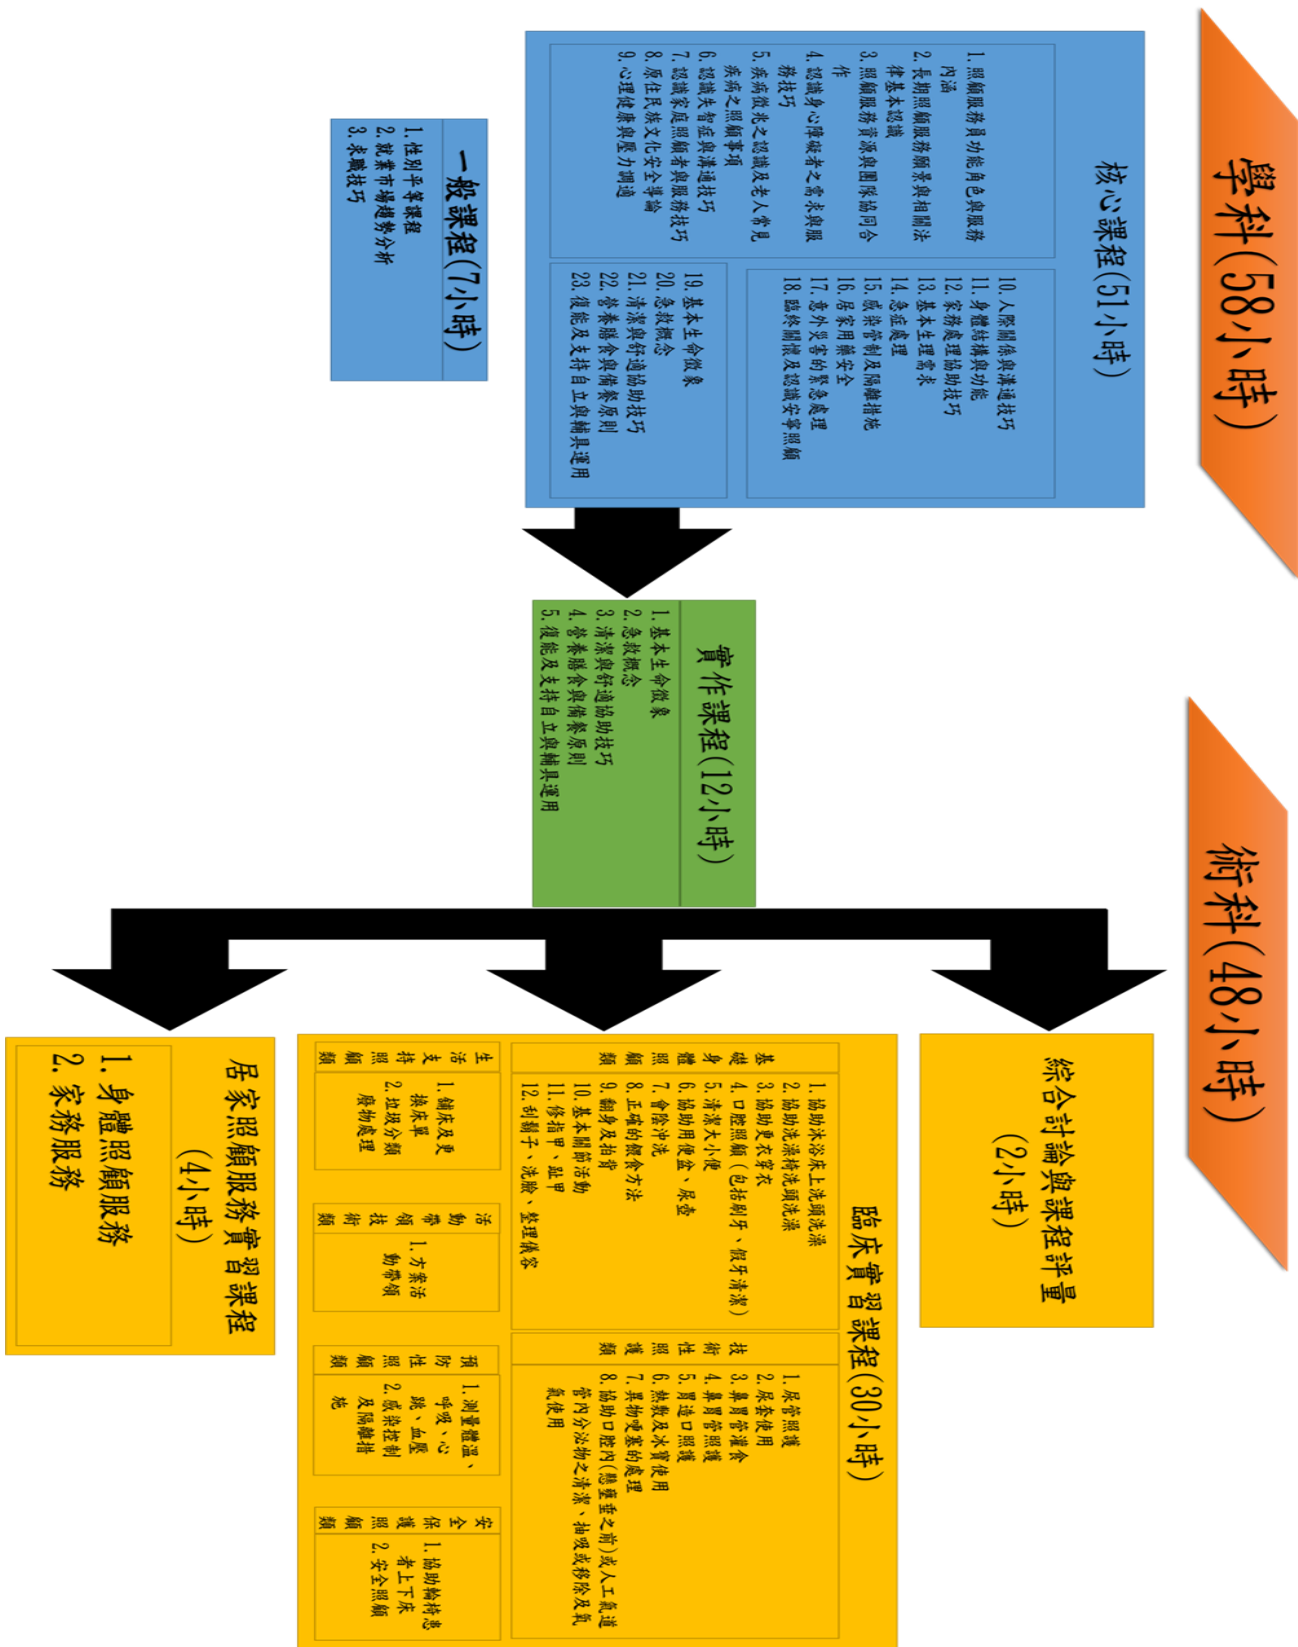 學科(58小時)
術科(48小時)
核心課程(51小時)
1. 照顧服務員功能角色與服務
內涵
2. 長期照顧服務願景與相關法
律基本認識
3. 照顧服務資源與團隊協同合
作
4. 認識身心障礙者之需求與服
務技巧
5. 疾病徵兆之認識及老人常見
疾病之照顧事項
6. 認識失智症與溝通技巧
7. 認識家庭照顧者與服務技巧
8. 原住民族文化安全導論
9. 心理健康與壓力調適
10. 人際關係與溝通技巧
11. 身體結構與功能
12. 家務處理協助技巧
13. 基本生理需求
14. 急症處理
15. 感染管制及隔離措施
16. 居家用藥安全
17. 意外災害的緊急處理
18. 臨終關懷及認識安寧照顧
19. 基本生命徵象
20. 急救概念
21. 清潔與舒適協助技巧
22. 營養膳食與備餐原則
23. 復能及支持自立與輔具運用
一般課程(7小時)
1. 性別平等課程
2. 就業市場趨勢分析
3. 求職技巧
實作課程(12小時)
1. 基本生命徵象
2. 急救概念
3. 清潔與舒適協助技巧
4. 營養膳食與備餐原則
5. 復能及支持自立與輔具運用
綜合討論與課程評量
(2小時)
臨床實習課程(30小時)
基礎身體照顧類
1. 協助沐浴床上洗頭洗澡
2. 協助洗澡椅洗頭洗澡
3. 協助更衣穿衣
4. 口腔照顧(包括刷牙、假牙清潔)
5. 清潔大小便
6. 協助用便盆、尿壺
7. 會陰沖洗
8. 正確的餵食方法
9. 翻身及拍背
10. 基本關節活動
11. 修指甲、趾甲
12. 刮鬍子、洗臉、整理儀容
技術性照護類
1. 尿管照護
2. 尿套使用
3. 鼻胃管灌食
4. 鼻胃管照護
5. 胃造口照護
6. 熱敷及冰寶使用
7. 異物哽塞的處理
8. 協助口腔內(懸壅垂之前)或人工氣道
管內分泌物之清潔、抽吸或移除及氧
氣使用
生活支持照顧類
1. 鋪床及更
換床單
2. 垃圾分類
廢物處理
活動帶領技術類
1. 方案活
動帶領
預防性照顧類
1. 測量體溫、
呼吸、心
跳、血壓
2. 感染控制
及隔離措
施
安全保護照顧類
1. 協助輪椅患
者上下床
2. 安全照顧
居家照顧服務實習課程
(4小時)
1. 身體照顧服務
2. 家務服務